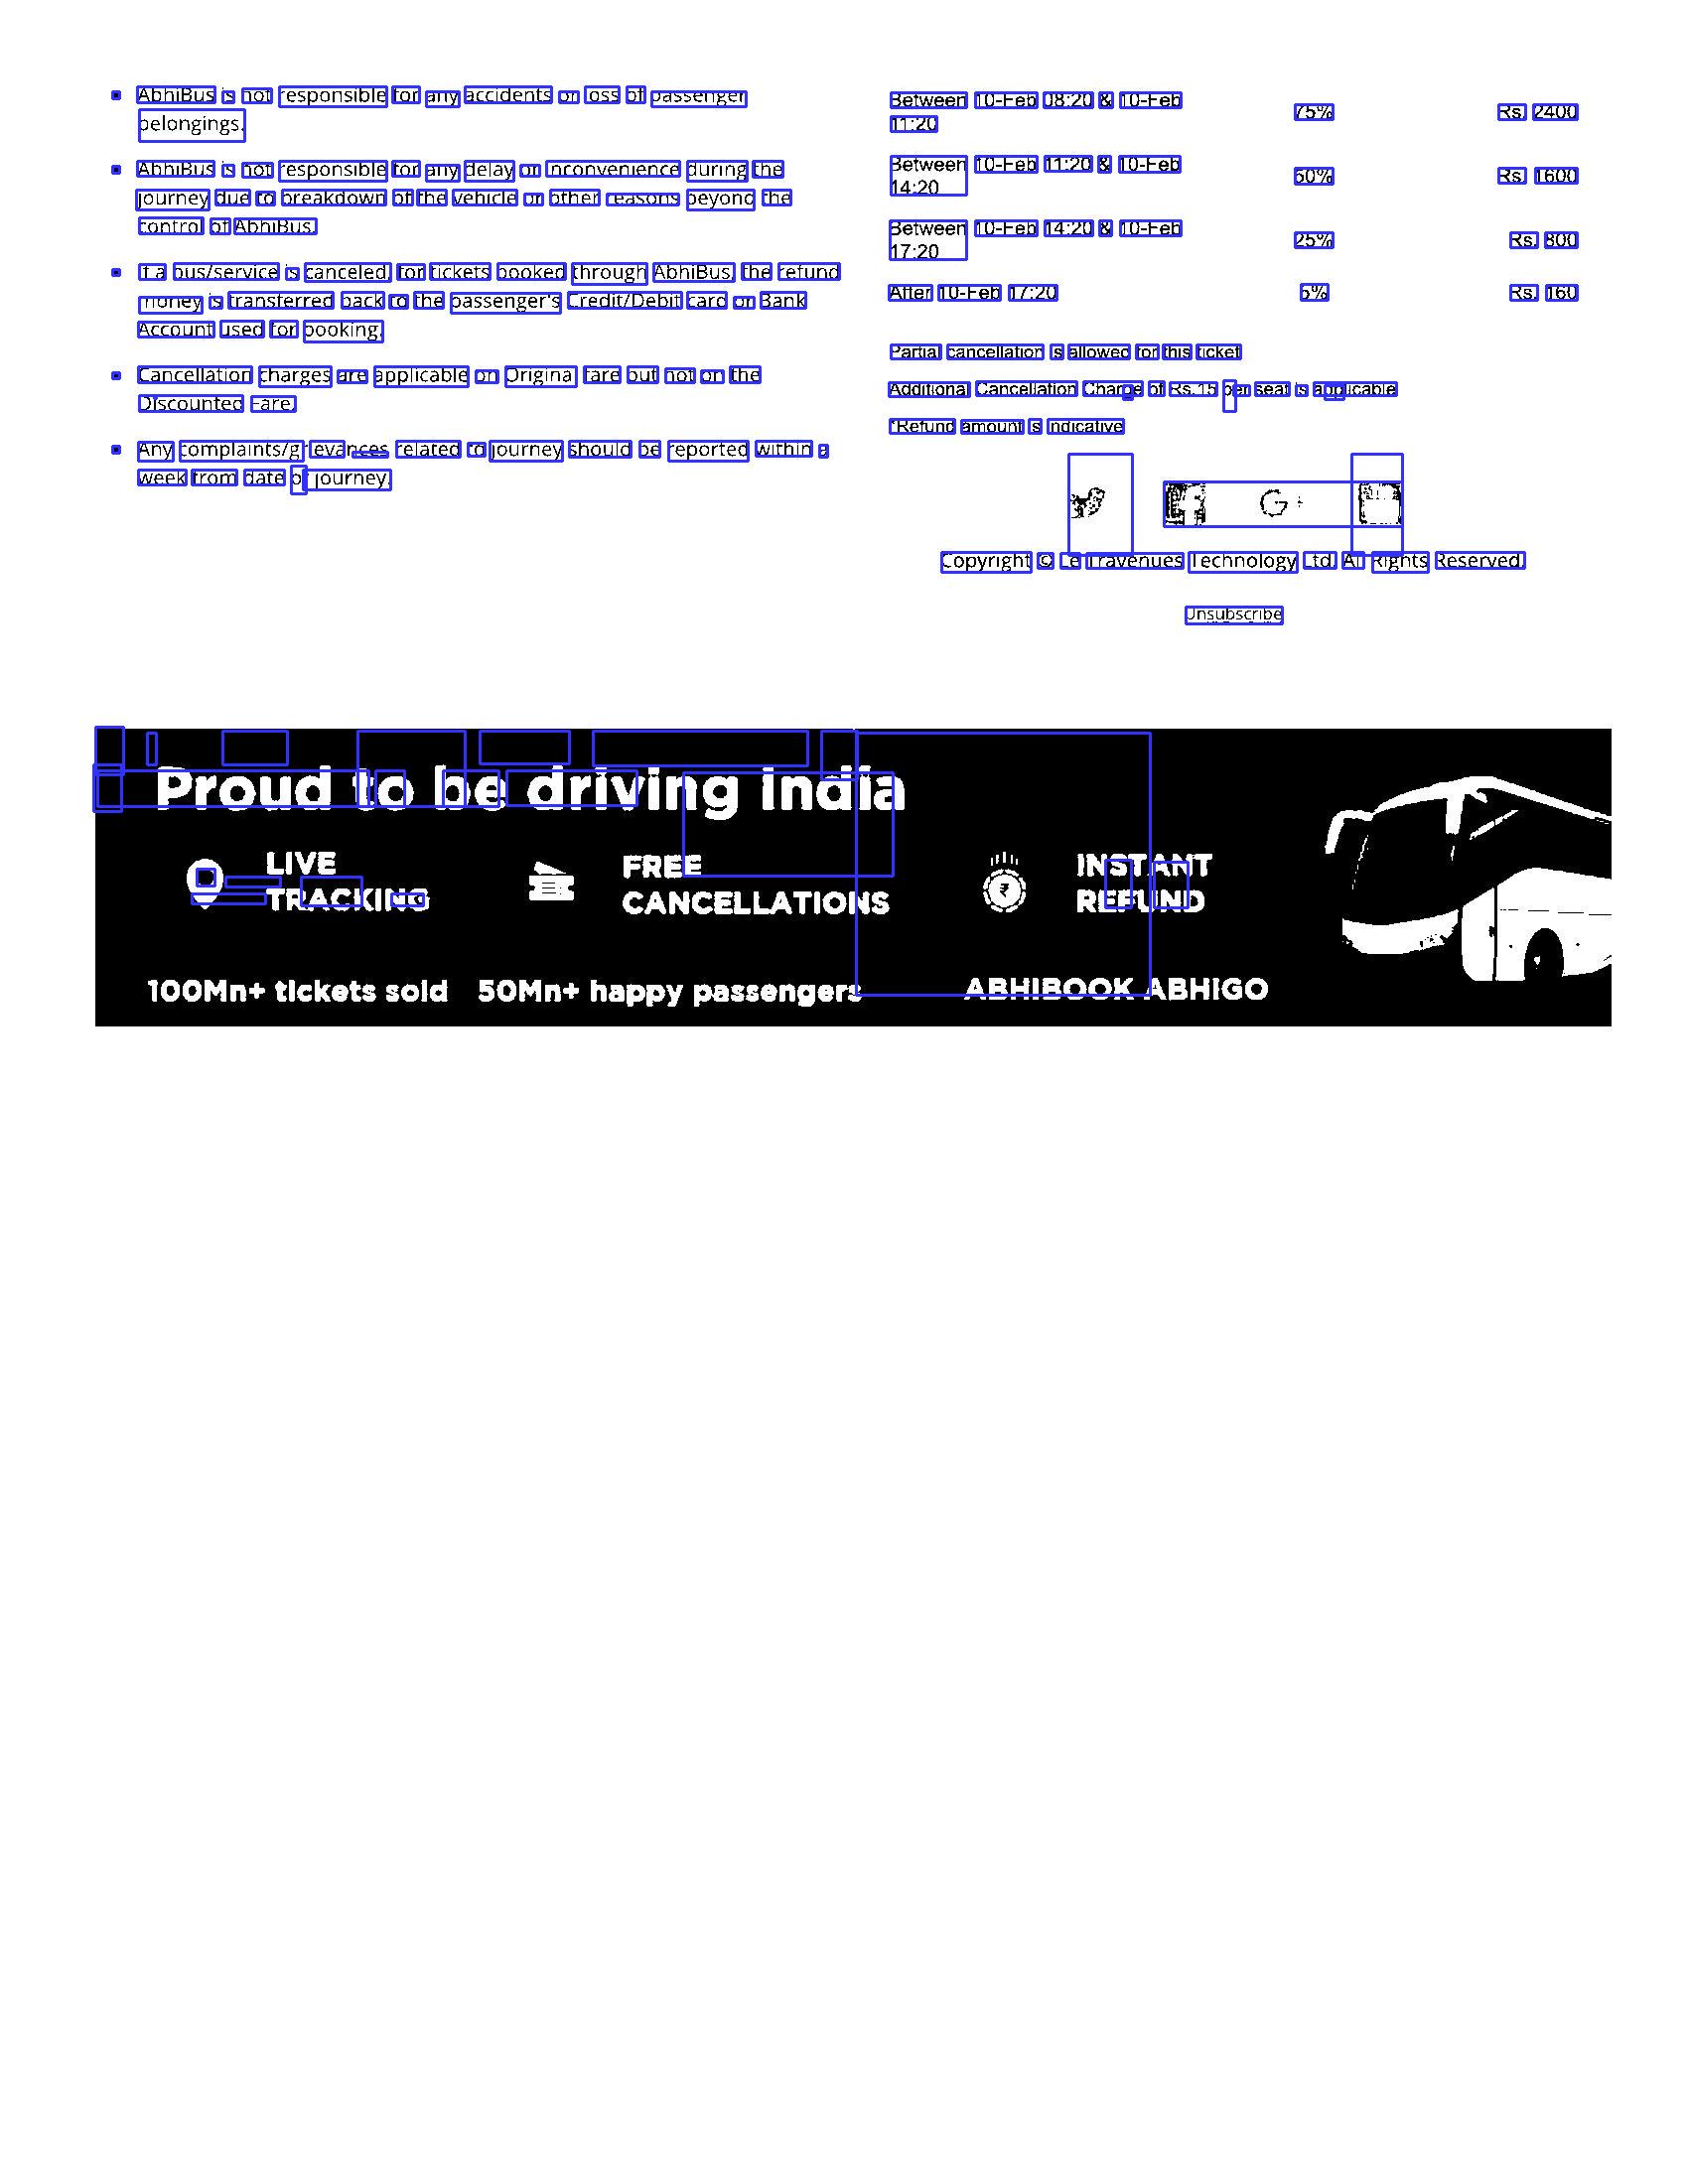 AbhiBus is not responsible for any accidents or loss of passenger
belongings.
AbhiBus is not responsible for any delay or inconvenience during the
journey due to breakdown of the vehicle or other reasons beyond the
control of AbhiBus.
If a bus/service is canceled, for tickets booked through AbhiBus, the refund
money is transferred back to the passenger's Credit/Debit card or Bank
Account used for booking.
Cancellation charges are applicable on Original fare but not on the
Discounted Fare.
Any complaints/grievances related to journey should be reported within a
week from date of journey.
Between 10-Feb 08:20 & 10-Feb
11:20
75% Rs. 2400
Between 10-Feb 11:20 & 10-Feb
14:20
50% Rs. 1600
Between 10-Feb 14:20 & 10-Feb
17:20
25% Rs. 800
After 10-Feb 17:20 5% Rs. 160
Partial cancellation is allowed for this ticket
Additional Cancellation Charge of Rs.15 per seat is applicable
*Refund amount is indicative
G+
Copyright © Le Travenues Technology Ltd. All Rights Reserved.
Unsubscribe
Proud to be driving india
LIVE
TRACKING
FREE
CANCELLATIONS
₹
INSTANT
REFUND
100Mn+ tickets sold 50Mn+ happy passengers ABHIBOOK ABHIGO